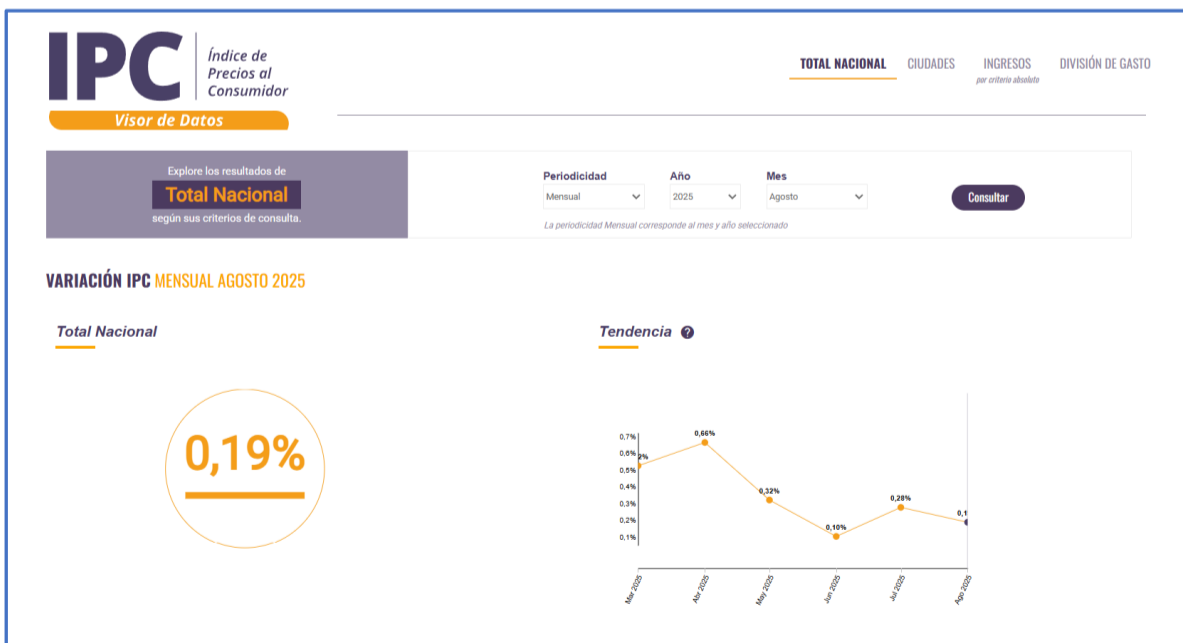 IPC
Índice de
Precios al
Consumidor
Visor de Datos
TOTAL NACIONAL
CIUDADES
INGRESOS
por criterio absoluto
DIVISIÓN DE GASTO
Explore los resultados de
Total Nacional
según sus criterios de consulta.
Periodicidad
Año
Mes
Mensual
2025
Agosto
Consultar
La periodicidad Mensual corresponde al mes y año seleccionado
VARIACIÓN IPC MENSUAL AGOSTO 2025
Total Nacional
0,19%
Tendencia ?
0,7%
0,6%
0,5%
0,4%
0,3%
0,2%
0,1%
2%
0,66%
0,32%
0,10%
0,28%
0,1
Mar 2025
Abr 2025
May 2025
Jun 2025
Jul 2025
Ago 2025